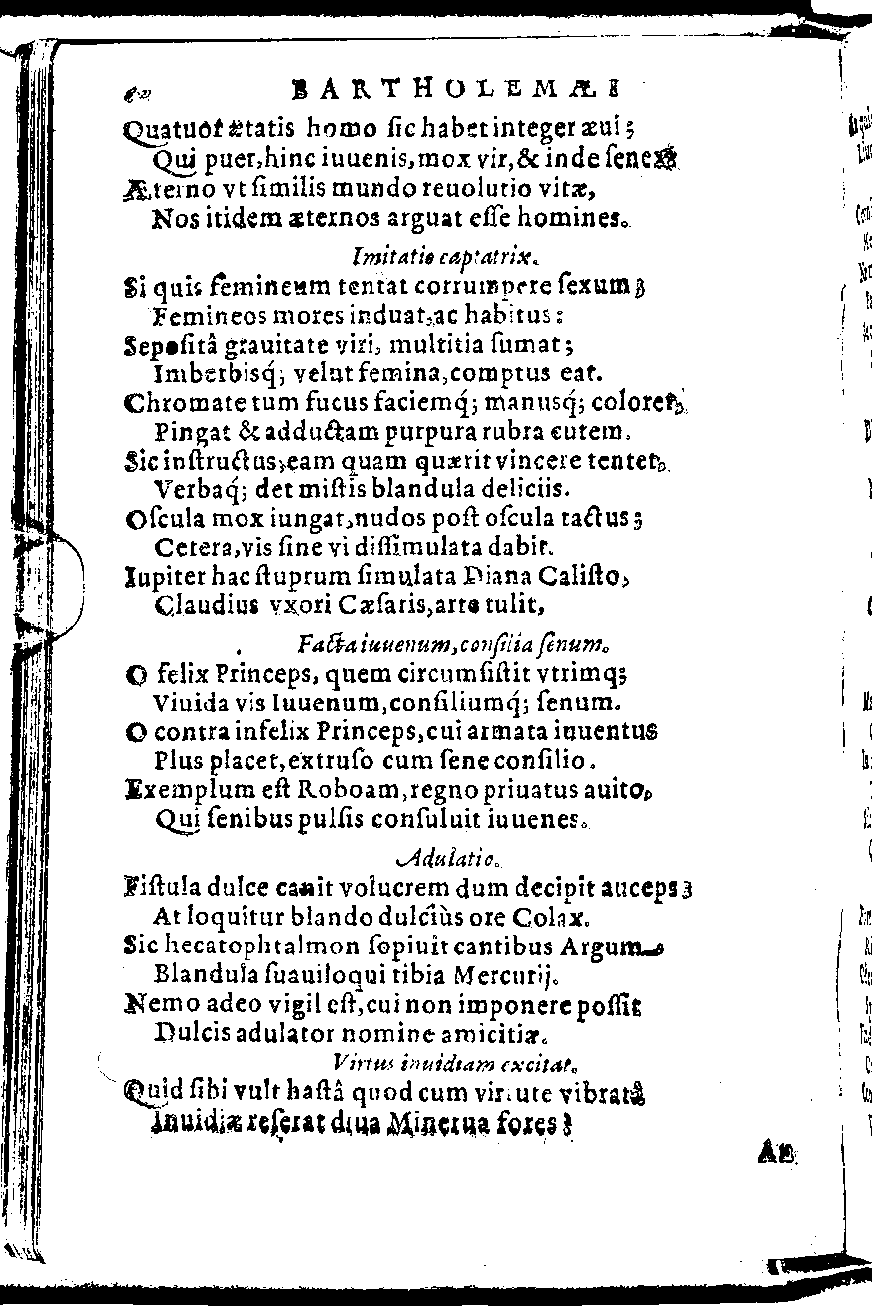 BARTHOLEMÆI
Quatuor ætatis homo sic habet integer æui;
Qui puer, hinc iuuenis, mox vir, & inde senex:
Æterno vt similis mundo reuolutio vitæ,
Nos itidem æternos arguat esse homines.
Imitatio captatrix.
Si quis femineum tentat corrumpere sexum;
Femineos mores induat, ac habitus:
Sepositâ grauitate viri, multitia sumat;
Imberbisq́; velut femina, comptus eat.
Chromate tum fucus faciemq́; manusq́; coloret,
Pingat & adductam purpura rubra cutem.
Sic instructus, eam quam quærit vincere tentet,
Verbaq́; det mistis blandula deliciis.
Oscula mox iungat, nudos post oscula tactus;
Cetera, vis sine vi dissimulata dabit.
Iupiter hac stuprum simulata Diana Calisto,
Claudius vxori Cæsaris, arte tulit,
Facta iuuenum, consilia senum.
O felix Princeps, quem circumsistit vtrimq;
Viuida vis Iuuenum, consiliumq́; senum.
O contra infelix Princeps, cui armata iuuentus
Plus placet, extruso cum sene consilio.
Exemplum est Roboam, regno priuatus auito,
Qui senibus pulsis consuluit iuuenes.
Adulatio.
Fistula dulce canit volucrem dum decipit auceps;
At loquitur blando dulciùs ore Colax.
Sic hecatophtalmon sopiuit cantibus Argum
Blandula suauiloqui tibia Mercurij.
Nemo adeo vigil est, cui non imponere possit
Dulcis adulator nomine amicitiæ.
Virtus inuidiam excitat.
Quid sibi vult hastâ quod cum virtute vibratâ
Inuidiæ reserat diua Minerua fores?
An